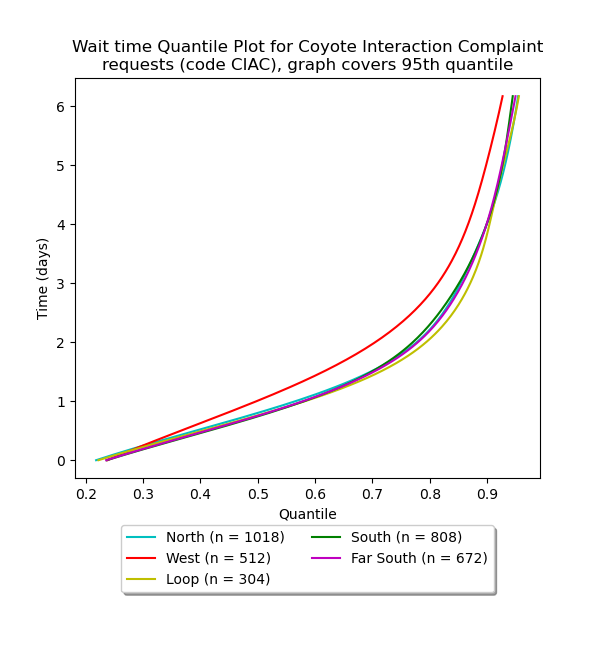 Wait time Quantile Plot for Coyote Interaction Complaint
requests (code CIAC), graph covers 95th quantile
6
5
4
3
2
1
0
Time (days)
0.2 0.3 0.4 0.5 0.6 0.7 0.8 0.9
Quantile
North (n = 1018)
West (n = 512)
Loop (n = 304)
South (n = 808)
Far South (n = 672)